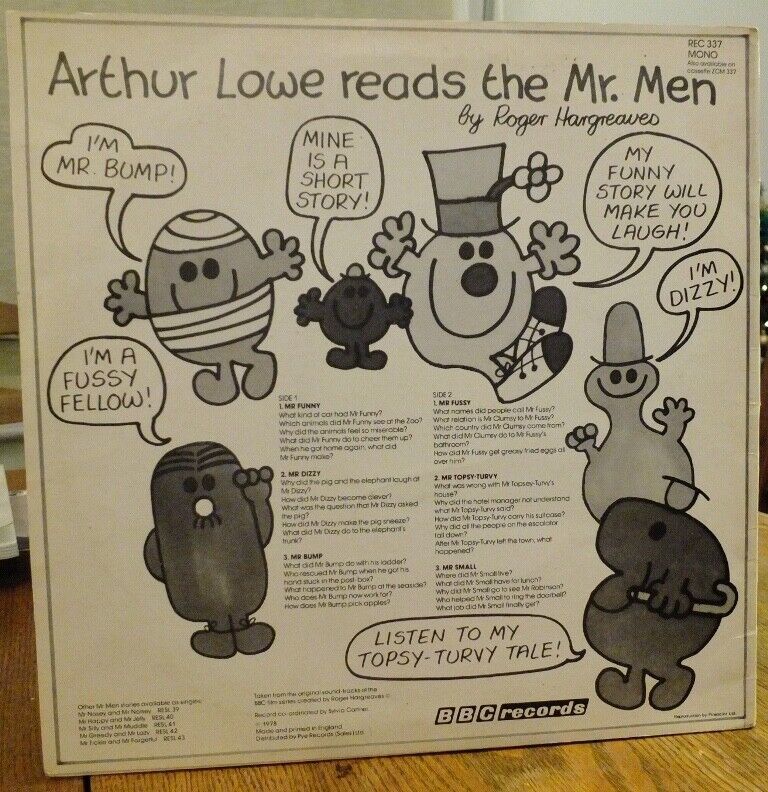 REC 337
MONO
Also available on
cassette ZCM 337
Arthur Lowe reads the Mr. Men
by Roger Hargreaves
I'M
MR. BUMP!
MINE
IS A
SHORT
STORY!
MY
FUNNY
STORY WILL
MAKE YOU
LAUGH!
I'M
DIZZY!
I'M A
FUSSY
FELLOW!
SIDE 1
1. MR FUNNY
What kind of car had Mr Funny?
Which animals did Mr Funny see at the Zoo?
Why did the animals feel so miserable?
What did Mr Funny do to cheer them up?
When he got home again, what did
Mr Funny make?
2. MR DIZZY
Why did the pig and the elephant laugh at
Mr Dizzy?
How did Mr Dizzy become clever?
What was the question that Mr Dizzy asked
the pig?
How did Mr Dizzy make the pig sneeze?
What did Mr Dizzy do to the elephant's
trunk?
3. MR BUMP
What did Mr Bump do with his ladder?
Who rescued Mr Bump when he got his
hand stuck in the post-box?
What happened to Mr Bump at the seaside?
Who does Mr Bump now work for?
How does Mr Bump pick apples?
SIDE 2
1. MR FUSSY
What names did people call Mr Fussy?
What relation is Mr Clumsy to Mr Fussy?
Which country did Mr Clumsy come from?
What did Mr Clumsy do to Mr Fussy's
bathroom?
How did Mr Fussy get greasy fried eggs all
over him?
2. MR TOPSY-TURVY
What was wrong with Mr Topsey-Turvy's
house?
Why did the hotel manager not understand
what Mr Topsy-Turvy said?
How did Mr Topsy-Turvy carry his suitcase?
Why did all the people on the escalator
fall down?
After Mr Topsy-Turvy left the town, what
happened?
3. MR SMALL
Where did Mr Small live?
What did Mr Small have for lunch?
Why did Mr Small go to see Mr Robinson?
Who helped Mr Small to ring the doorbell?
What job did Mr Small finally get?
LISTEN TO MY
TOPSY-TURVY TALE!
Other Mr Men stories available as singles:
Mr Nosey and Mr Noisey RESL 39
Mr Happy and Mr Jelly RESL 40
Mr Silly and Mr Muddle RESL 41
Mr Greedy and Mr Lazy RESL 42
Mr Tickle and Mr Forgetful RESL 43
Taken from the original sound-tracks of the
BBC film series created by Roger Hargreaves ©
Record co-ordinated by Sylvia Cartner
℗ 1978
Made and printed in England
Distributed by Pye Records (Sales) Ltd.
BBC records
Reproduction by Ltd.